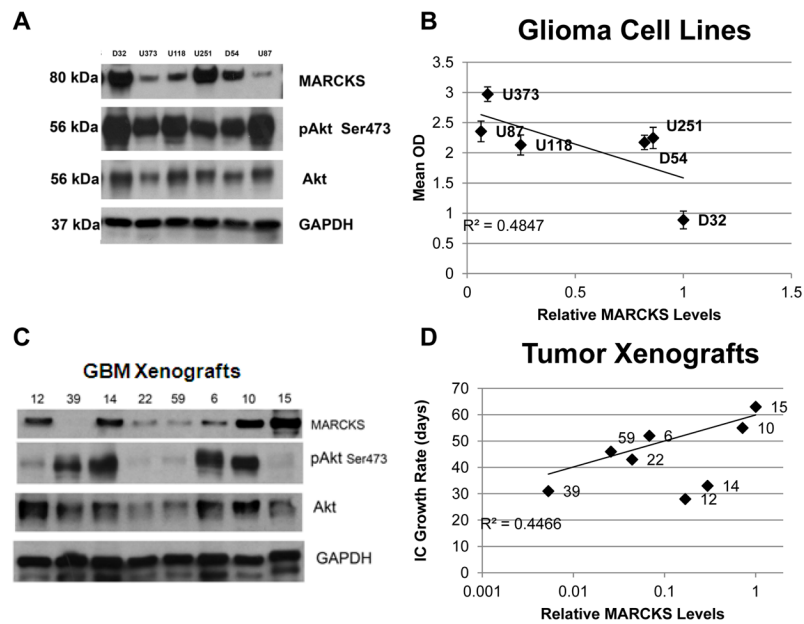 A
D32 U373 U118 U251 D54 U87
80 kDa MARCKS
56 kDa pAkt Ser473
56 kDa Akt
37 kDa GAPDH
B
Glioma Cell Lines
Mean OD
3.5
3
2.5
2
1.5
1
0.5
0
U373
U87
U118
U251
D54
D32
R² = 0.4847
0 0.5 1 1.5
Relative MARCKS Levels
C
GBM Xenografts
12 39 14 22 59 6 10 15
MARCKS
pAkt Ser473
Akt
GAPDH
D
Tumor Xenografts
IC Growth Rate (days)
70
60
50
40
30
20
10
0
15
10
59 6
22
39
14
12
R² = 0.4466
0.001 0.01 0.1 1
Relative MARCKS Levels